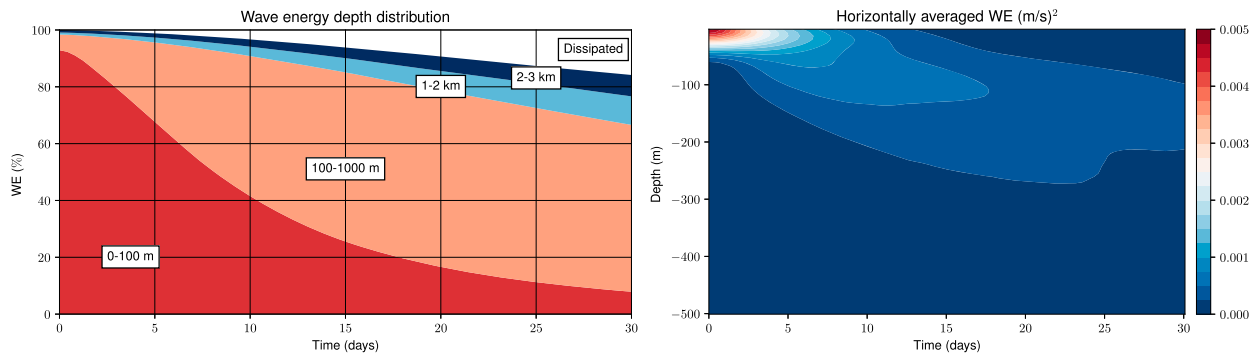 Wave energy depth distribution
100
80
60
40
20
0
WE (%)
Dissipated
2-3 km
1-2 km
100-1000 m
0-100 m
0 5 10 15 20 25 30
Time (days)
Horizontally averaged WE (m/s)²
−100
−200
−300
−400
−500
Depth (m)
0 5 10 15 20 25 30
Time (days)
0.005
0.004
0.003
0.002
0.001
0.000